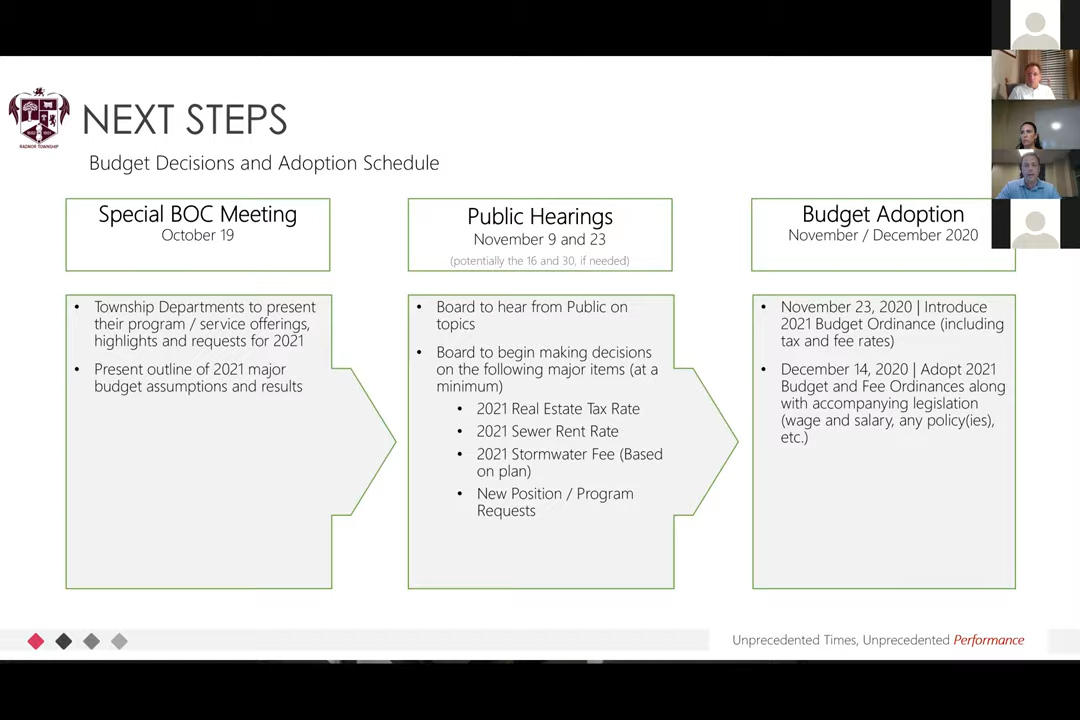 RADNOR TOWNSHIP
NEXT STEPS
Budget Decisions and Adoption Schedule
Special BOC Meeting
October 19
• Township Departments to present
their program / service offerings,
highlights and requests for 2021
• Present outline of 2021 major
budget assumptions and results
Public Hearings
November 9 and 23
(potentially the 16 and 30, if needed)
• Board to hear from Public on
topics
• Board to begin making decisions
on the following major items (at a
minimum)
• 2021 Real Estate Tax Rate
• 2021 Sewer Rent Rate
• 2021 Stormwater Fee (Based
on plan)
• New Position / Program
Requests
Budget Adoption
November / December 2020
• November 23, 2020 | Introduce
2021 Budget Ordinance (including
tax and fee rates)
• December 14, 2020 | Adopt 2021
Budget and Fee Ordinances along
with accompanying legislation
(wage and salary, any policy(ies),
etc.)
Unprecedented Times, Unprecedented Performance